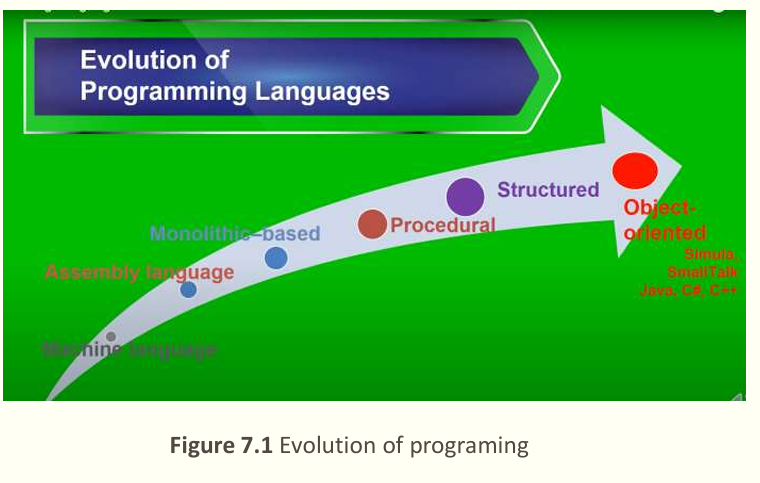 Evolution of
Programming Languages
Structured
Object-
oriented
Procedural
Monolithic–based
Simula,
SmallTalk
Java, C#, C++
Assembly language
Machine language
Figure 7.1 Evolution of programing